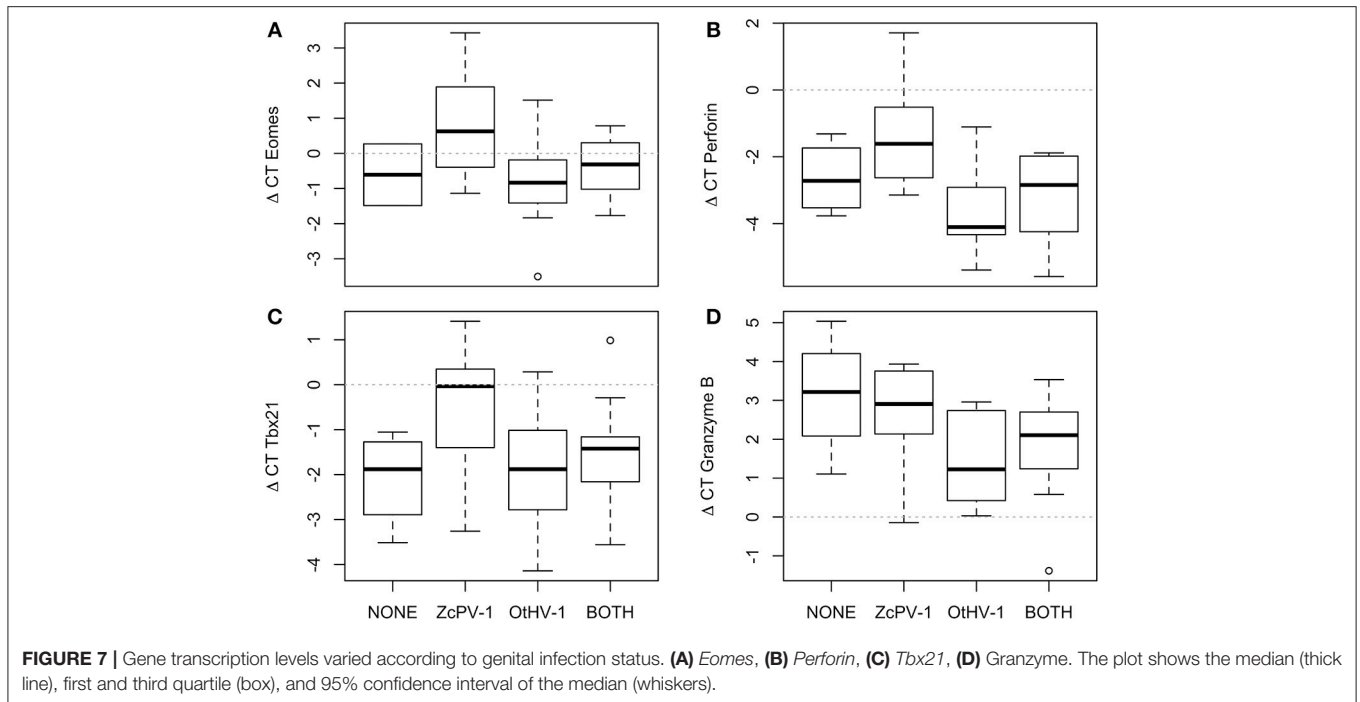 A
Δ CT Eomes
3
2
1
0
-1
-2
-3
B
Δ CT Perforin
2
0
-2
-4
C
Δ CT Tbx21
1
0
-1
-2
-3
-4
NONE ZcPV-1 OtHV-1 BOTH
D
Δ CT Granzyme B
5
4
3
2
1
0
-1
NONE ZcPV-1 OtHV-1 BOTH
FIGURE 7 | Gene transcription levels varied according to genital infection status. (A) Eomes, (B) Perforin, (C) Tbx21, (D) Granzyme. The plot shows the median (thick
line), first and third quartile (box), and 95% confidence interval of the median (whiskers).